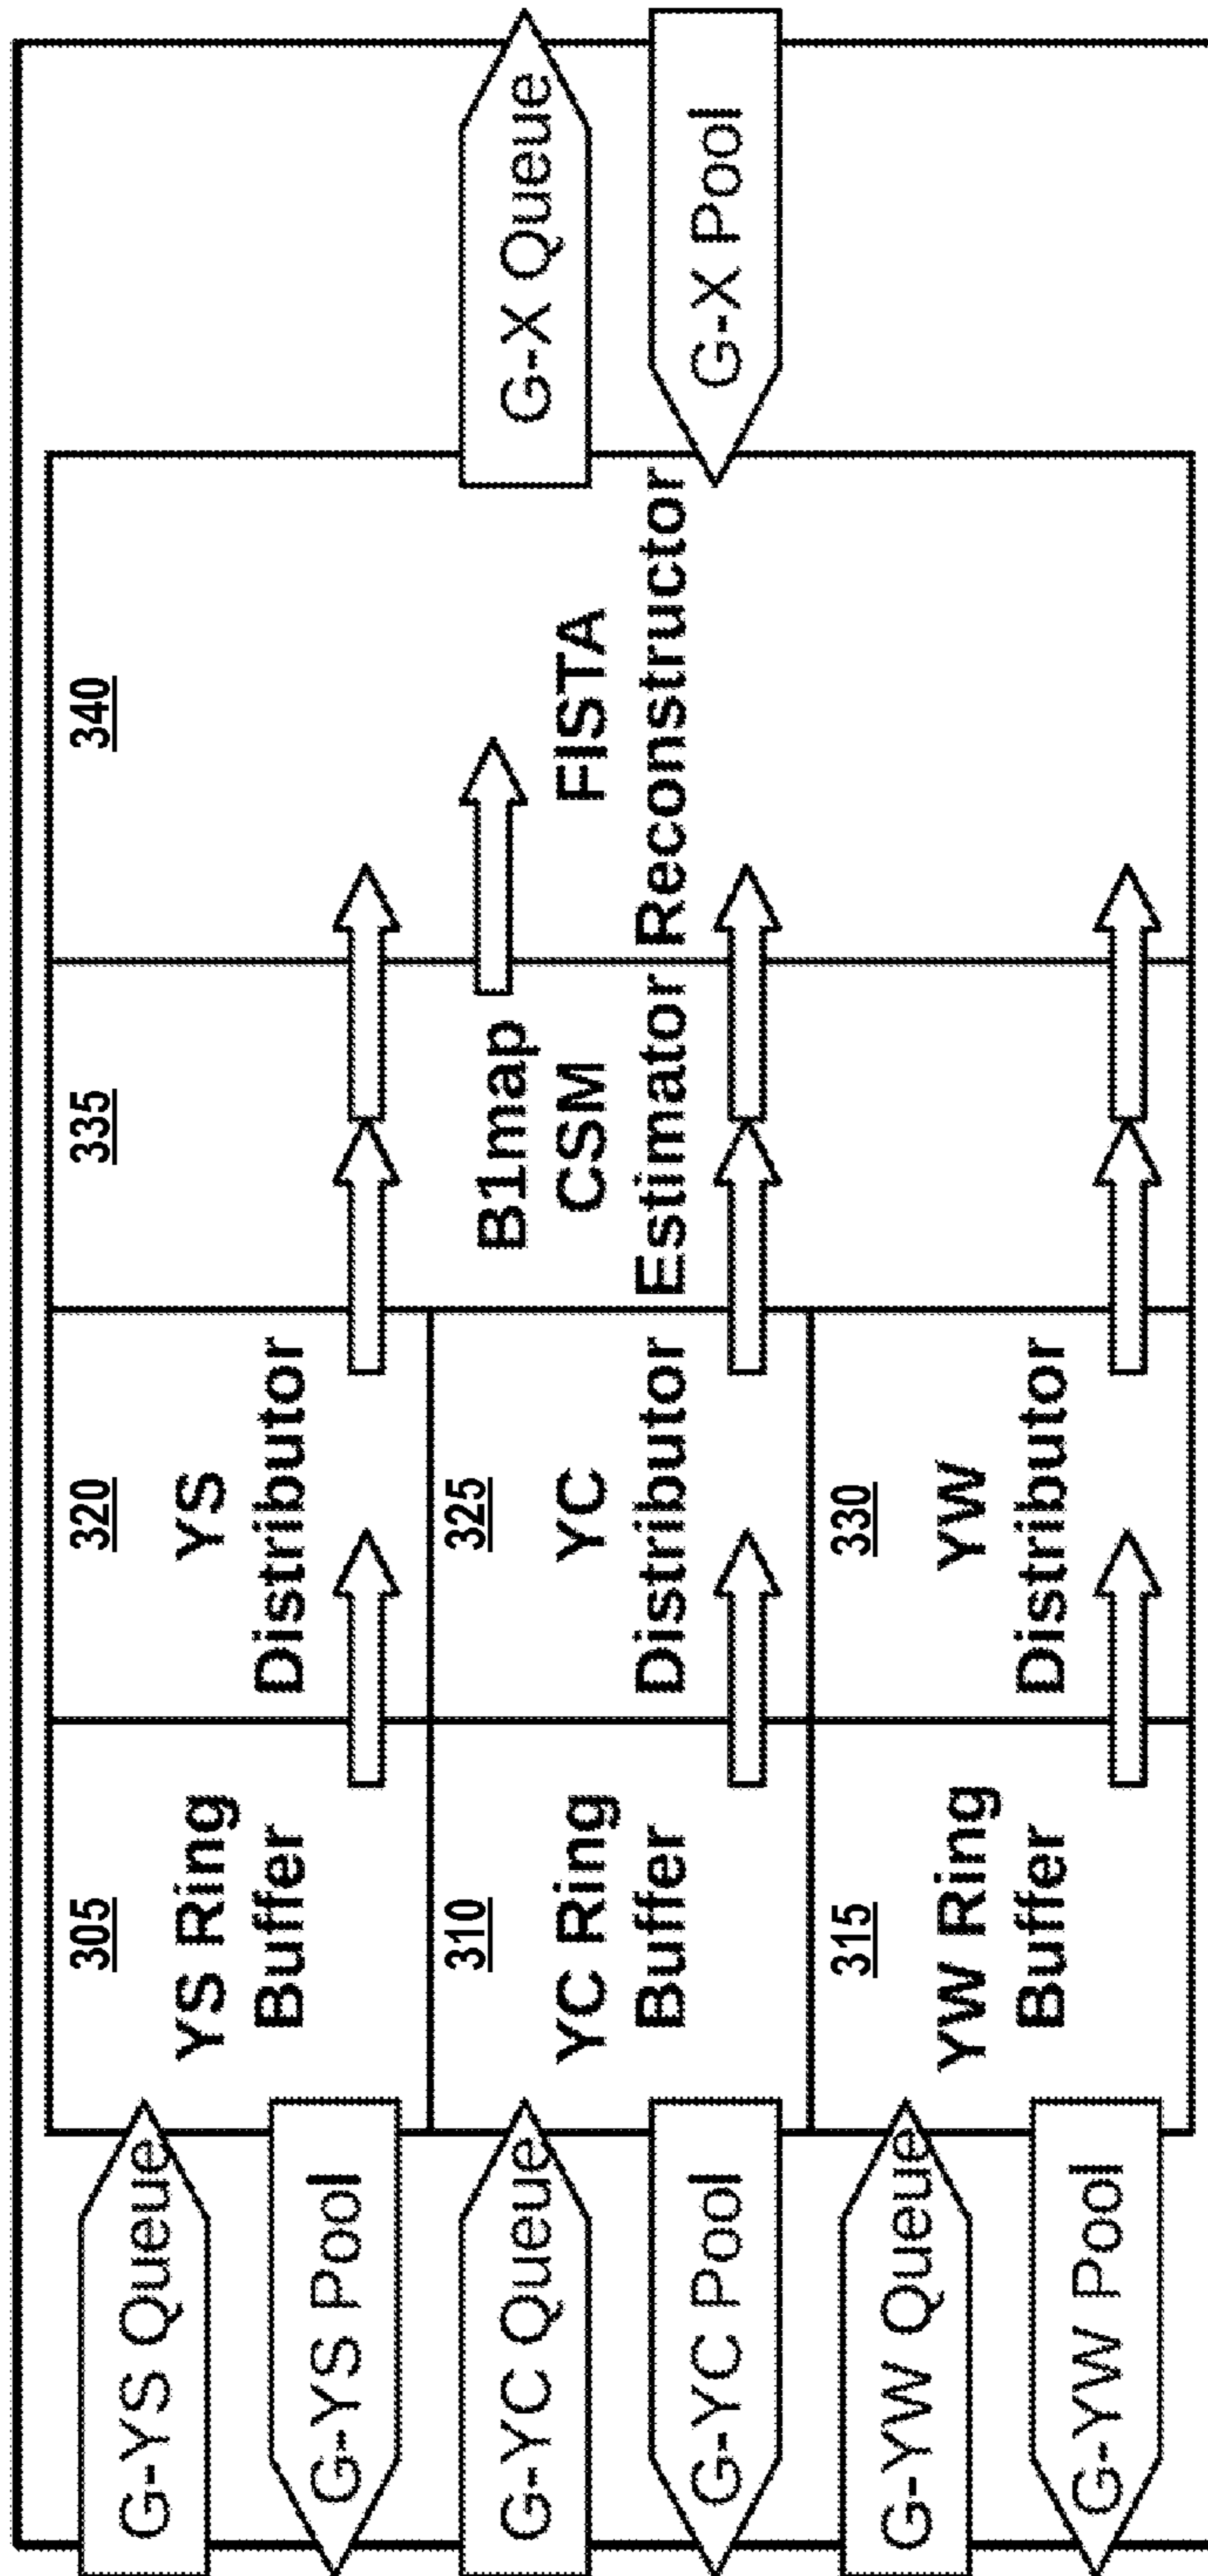 G-YS Queue
G-YS Pool
305
YS Ring
Buffer
320
YS
Distributor
G-YC Queue
G-YC Pool
310
YC Ring
Buffer
325
YC
Distributor
G-YW Queue
G-YW Pool
315
YW Ring
Buffer
330
YW
Distributor
335
B1map
CSM
Estimator
340
FISTA
Reconstructor
G-X Queue
G-X Pool